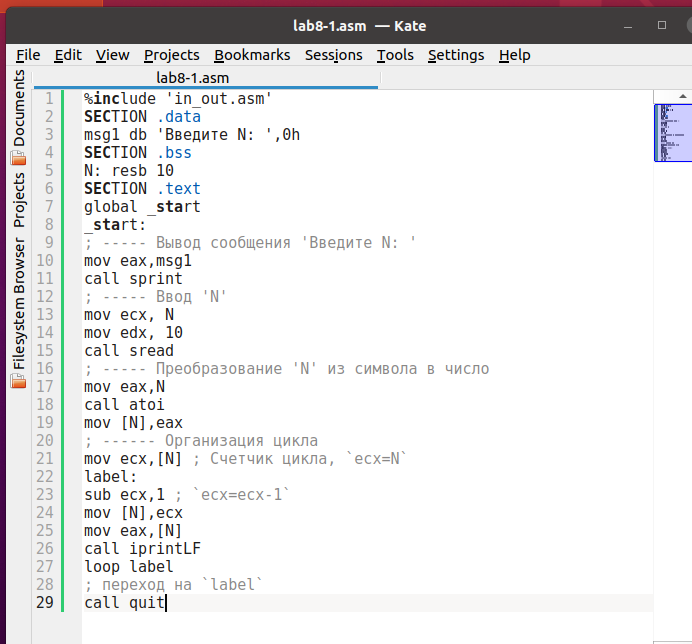 lab8-1.asm — Kate
File Edit View Projects Bookmarks Sessions Tools Settings Help
lab8-1.asm
Documents
Projects
Filesystem Browser
1 %include 'in_out.asm'
2 SECTION .data
3 msg1 db 'Введите N: ',0h
4 SECTION .bss
5 N: resb 10
6 SECTION .text
7 global _start
8 _start:
9 ; ----- Вывод сообщения 'Введите N: '
10 mov eax,msg1
11 call sprint
12 ; ----- Ввод 'N'
13 mov ecx, N
14 mov edx, 10
15 call sread
16 ; ----- Преобразование 'N' из символа в число
17 mov eax,N
18 call atoi
19 mov [N],eax
20 ; ------ Организация цикла
21 mov ecx,[N] ; Счетчик цикла, `ecx=N`
22 label:
23 sub ecx,1 ; `ecx=ecx-1`
24 mov [N],ecx
25 mov eax,[N]
26 call iprintLF
27 loop label
28 ; переход на `label`
29 call quit